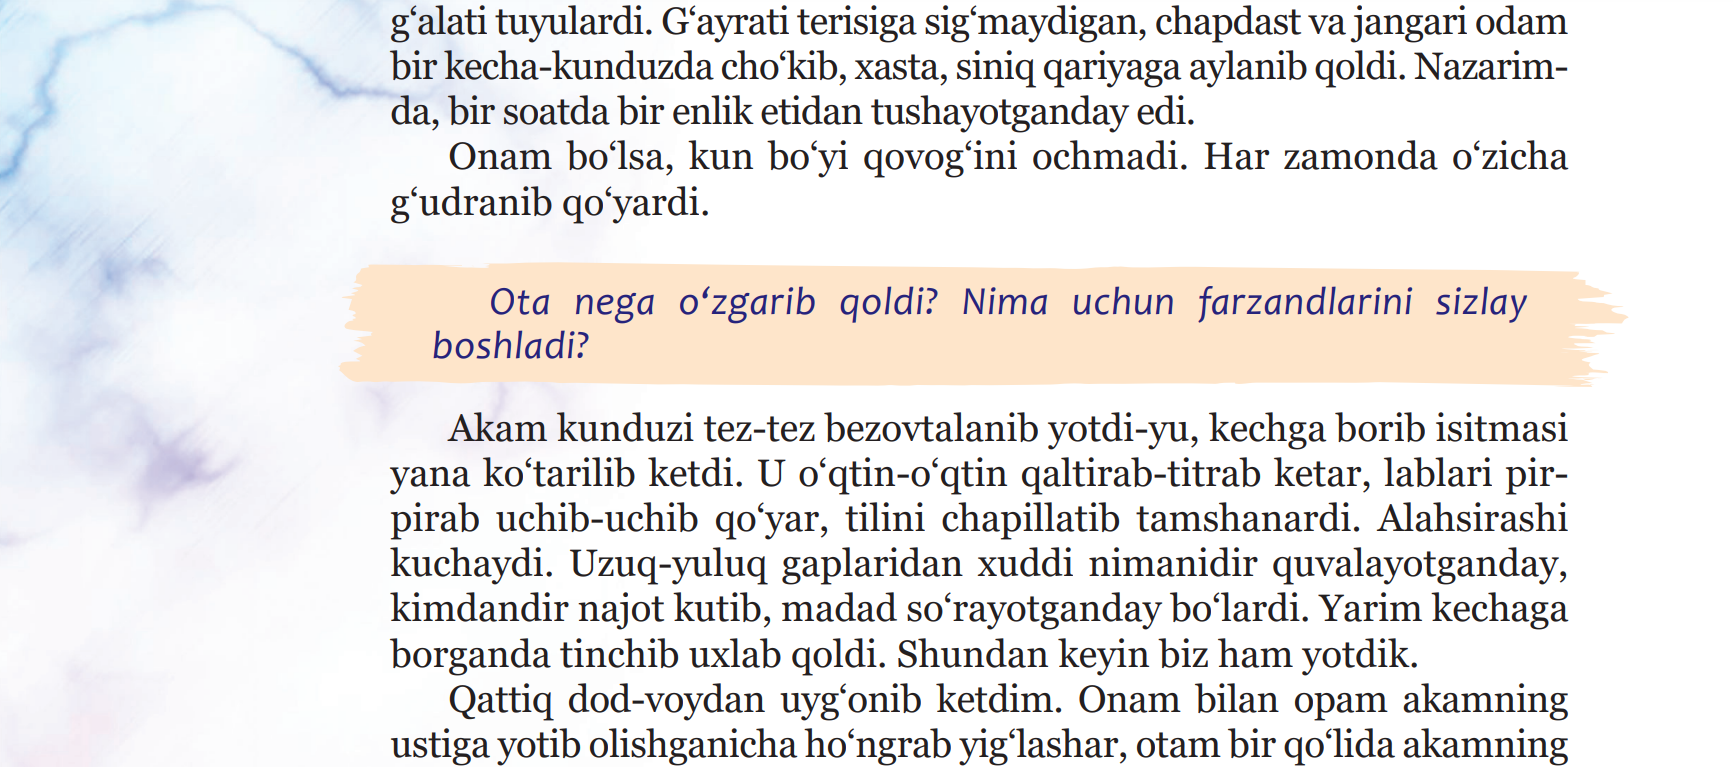 g‘alati tuyulardi. G‘ayrati terisiga sig‘maydigan, chapdast va jangari odam
bir kecha-kunduzda cho‘kib, xasta, siniq qariyaga aylanib qoldi. Nazarim-
da, bir soatda bir enlik etidan tushayotganday edi.
Onam bo‘lsa, kun bo‘yi qovog‘ini ochmadi. Har zamonda o‘zicha
g‘udranib qo‘yardi.
Ota nega o‘zgarib qoldi? Nima uchun farzandlarini sizlay
boshladi?
Akam kunduzi tez-tez bezovtalanib yotdi-yu, kechga borib isitmasi
yana ko‘tarilib ketdi. U o‘qtin-o‘qtin qaltirab-titrab ketar, lablari pir-
pirab uchib-uchib qo‘yar, tilini chapillatib tamshanardi. Alahsirashi
kuchaydi. Uzuq-yuluq gaplaridan xuddi nimanidir quvalayotganday,
kimdandir najot kutib, madad so‘rayotganday bo‘lardi. Yarim kechaga
borganda tinchib uxlab qoldi. Shundan keyin biz ham yotdik.
Qattiq dod-voydan uyg‘onib ketdim. Onam bilan opam akamning
ustiga yotib olishganicha ho‘ngrab yig‘lashar, otam bir qo‘lida akamning